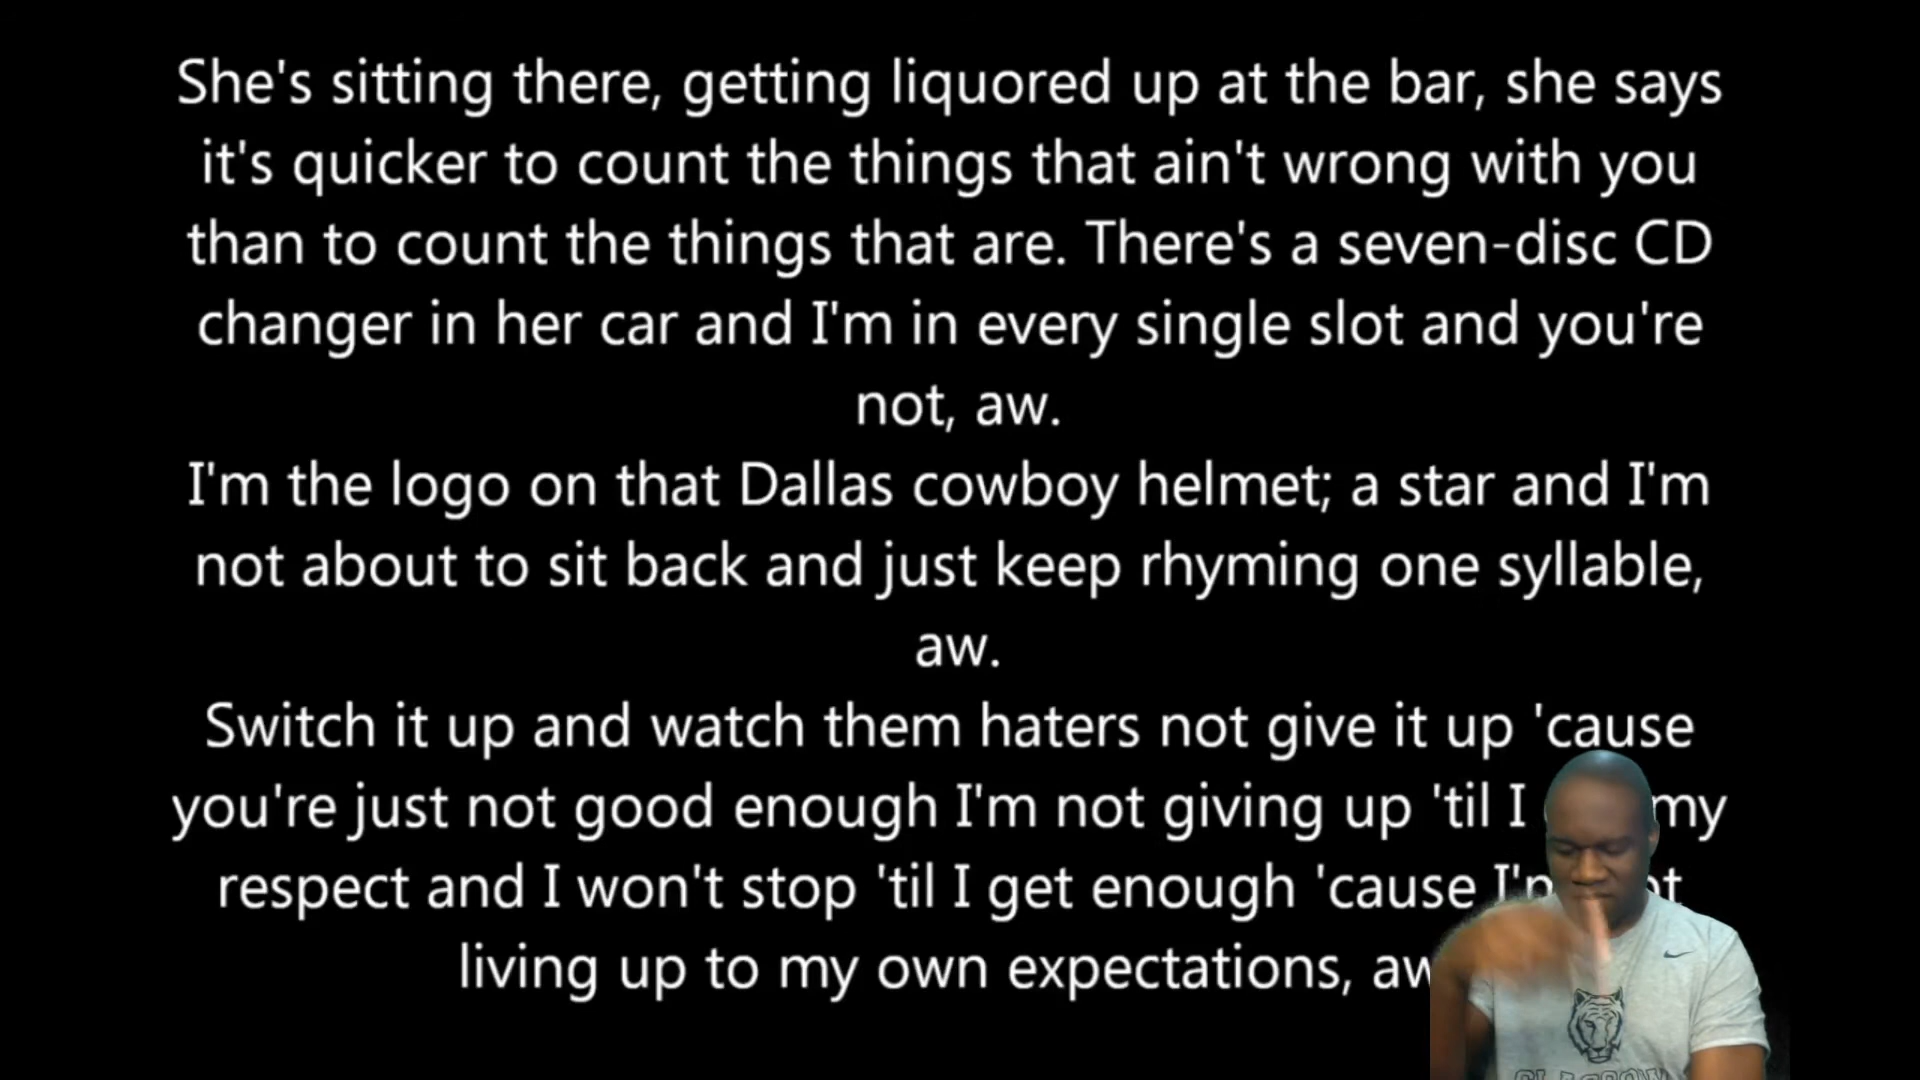 She's sitting there, getting liquored up at the bar, she says
it's quicker to count the things that ain't wrong with you
than to count the things that are. There's a seven-disc CD
changer in her car and I'm in every single slot and you're
not, aw.
I'm the logo on that Dallas cowboy helmet; a star and I'm
not about to sit back and just keep rhyming one syllable,
aw.
Switch it up and watch them haters not give it up 'cause
you're just not good enough I'm not giving up 'til I my
respect and I won't stop 'til I get enough 'cause
living up to my own expectations, aw